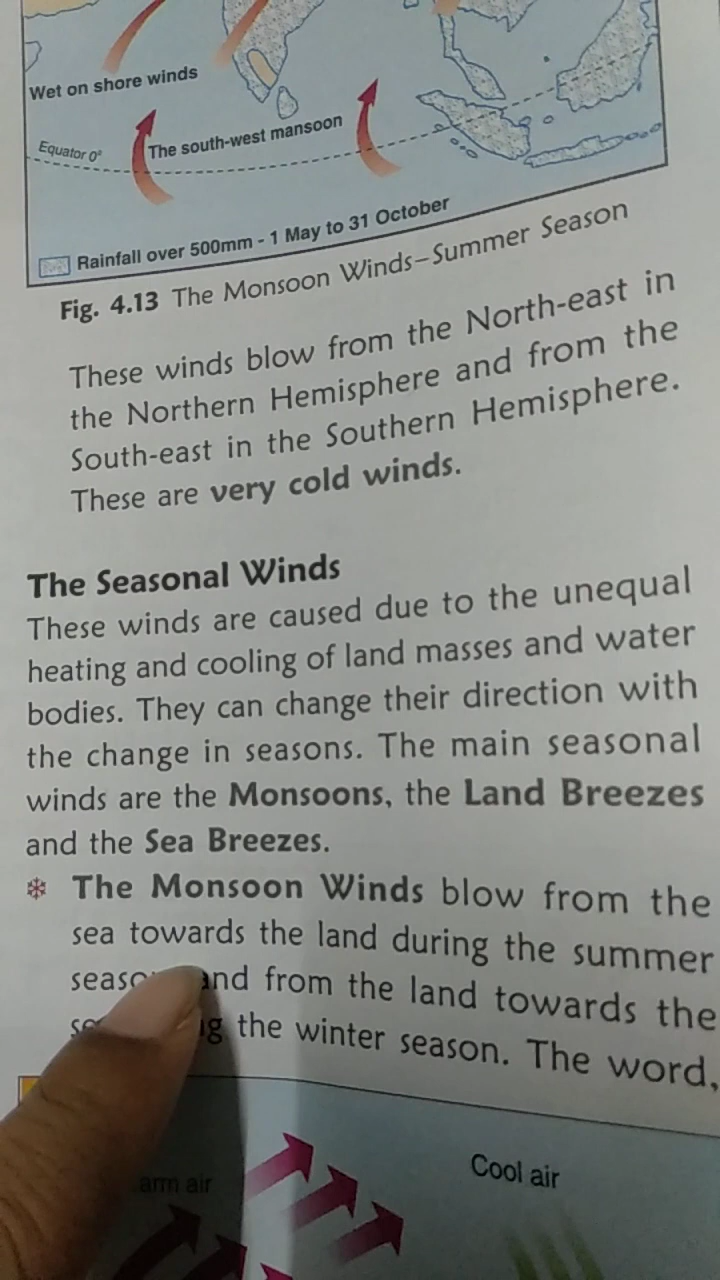 Wet on shore winds
Equator 0°
The south-west mansoon
Rainfall over 500mm - 1 May to 31 October
Fig. 4.13 The Monsoon Winds–Summer Season
These winds blow from the North-east in
the Northern Hemisphere and from the
South-east in the Southern Hemisphere.
These are very cold winds.
The Seasonal Winds
These winds are caused due to the unequal
heating and cooling of land masses and water
bodies. They can change their direction with
the change in seasons. The main seasonal
winds are the Monsoons, the Land Breezes
and the Sea Breezes.
The Monsoon Winds blow from the
sea towards the land during the summer
and from the land towards the
the winter season. The word,
air
Cool air